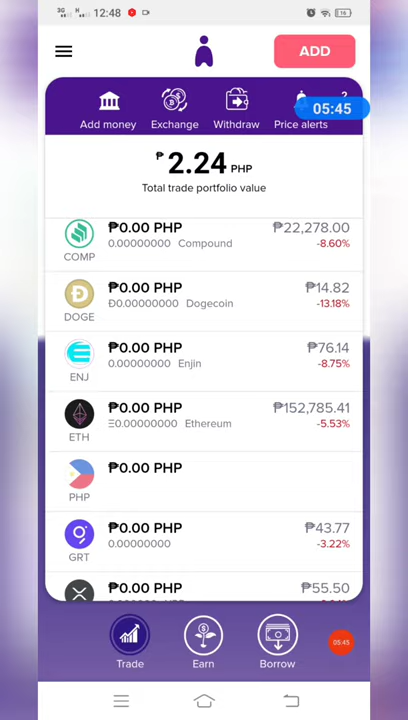 3G H 12:48 16
ADD
05:45
Add money Exchange Withdraw Price alerts ?
₱ 2.24 PHP
Total trade portfolio value
₱0.00 PHP ₱22,278.00
0.00000000 Compound -8.60%
COMP
₱0.00 PHP ₱14.82
Ð0.00000000 Dogecoin -13.18%
DOGE
₱0.00 PHP ₱76.14
0.00000000 Enjin -8.75%
ENJ
₱0.00 PHP ₱152,785.41
Ξ0.00000000 Ethereum -5.53%
ETH
₱0.00 PHP
PHP
₱0.00 PHP ₱43.77
0.00000000 -3.22%
GRT
₱0.00 PHP ₱55.50
Trade Earn Borrow
05:45